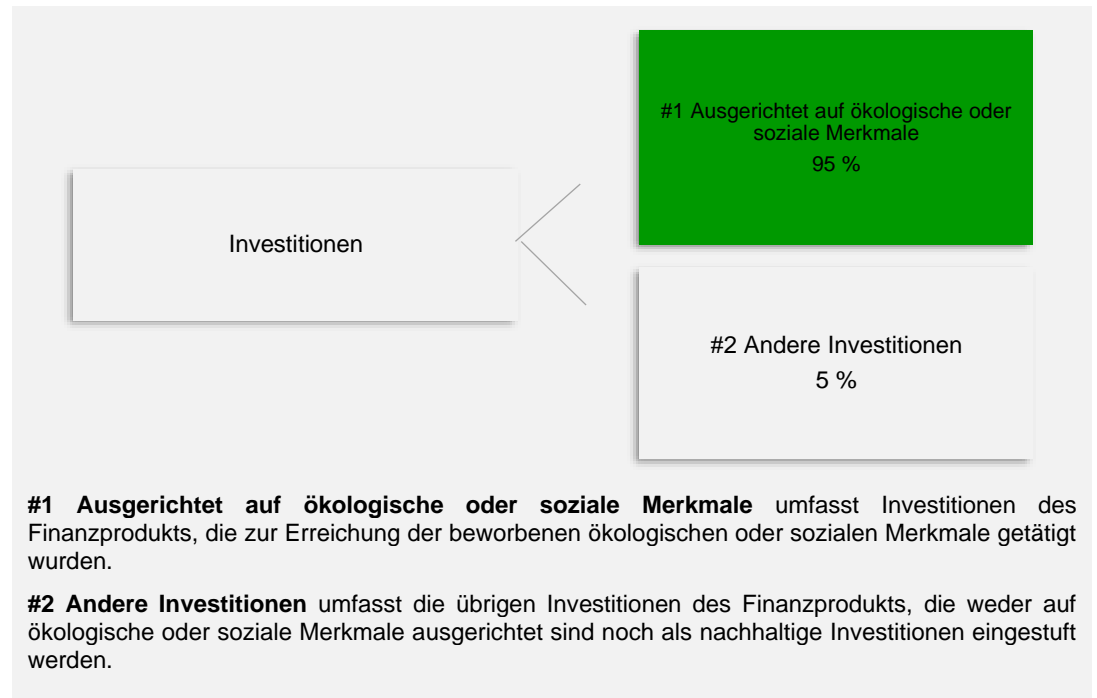 #1 Ausgerichtet auf ökologische oder
soziale Merkmale
95 %
Investitionen
#2 Andere Investitionen
5 %
#1 Ausgerichtet auf ökologische oder soziale Merkmale umfasst Investitionen des
Finanzprodukts, die zur Erreichung der beworbenen ökologischen oder sozialen Merkmale getätigt
wurden.
#2 Andere Investitionen umfasst die übrigen Investitionen des Finanzprodukts, die weder auf
ökologische oder soziale Merkmale ausgerichtet sind noch als nachhaltige Investitionen eingestuft
werden.